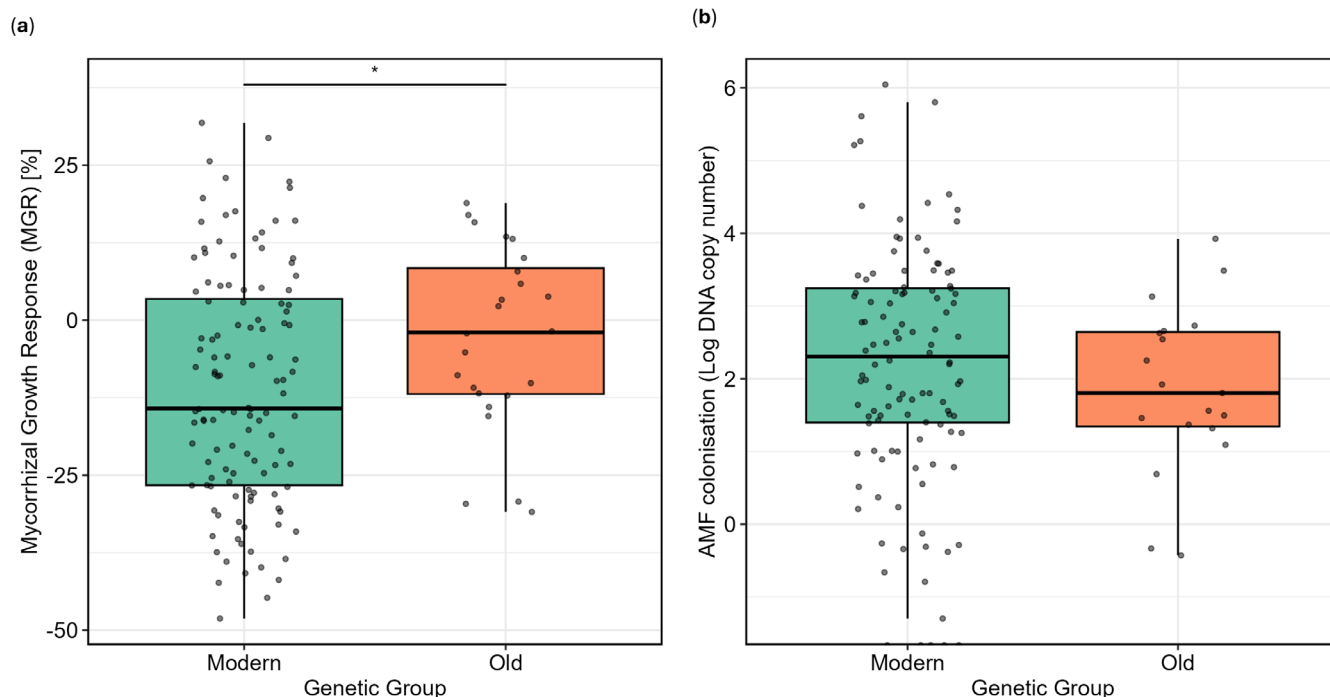 (a)
*
Mycorrhizal Growth Response (MGR) [%]
25
0
-25
-50
Modern
Old
Genetic Group
(b)
AMF colonisation (Log DNA copy number)
6
4
2
0
Modern
Old
Genetic Group